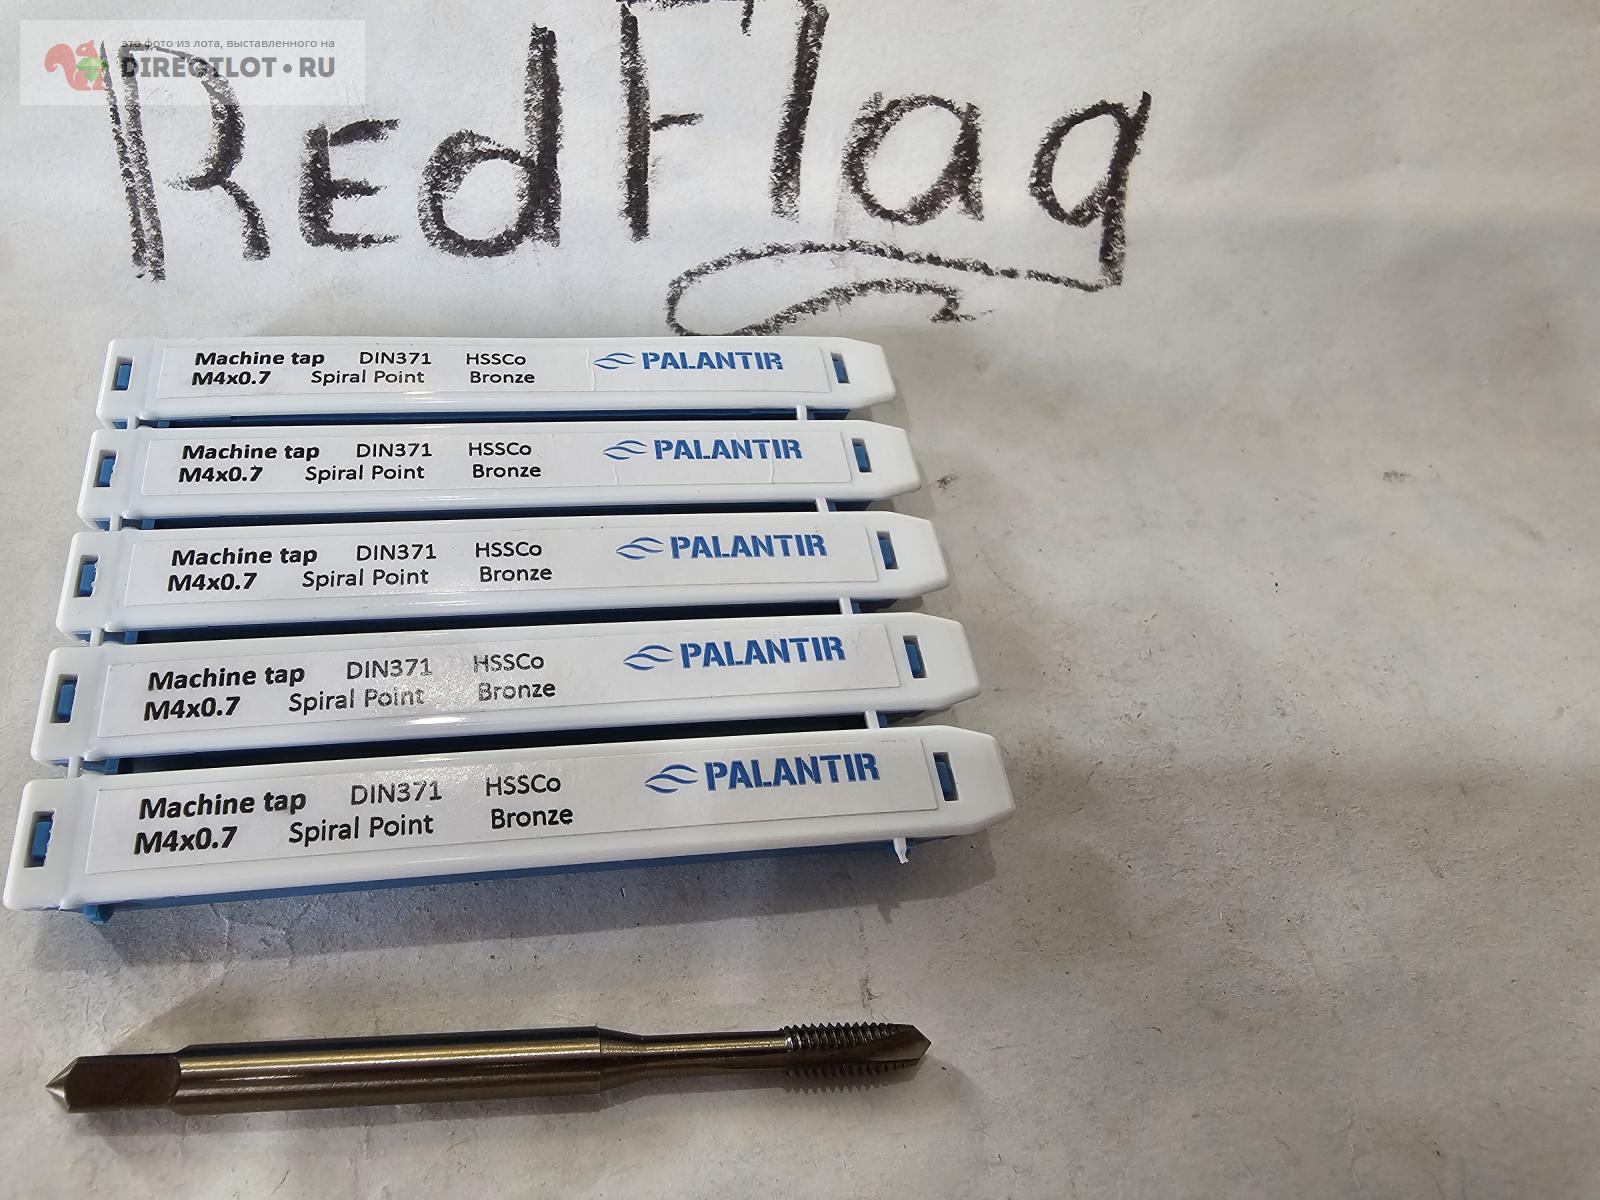 это фото из лота, выставленного на
DIRECTLOT•RU
RedFlag
Machine tap DIN371 HSSCo PALANTIR
M4x0.7 Spiral Point Bronze
Machine tap DIN371 HSSCo PALANTIR
M4x0.7 Spiral Point Bronze
Machine tap DIN371 HSSCo PALANTIR
M4x0.7 Spiral Point Bronze
Machine tap DIN371 HSSCo PALANTIR
M4x0.7 Spiral Point Bronze
Machine tap DIN371 HSSCo PALANTIR
M4x0.7 Spiral Point Bronze